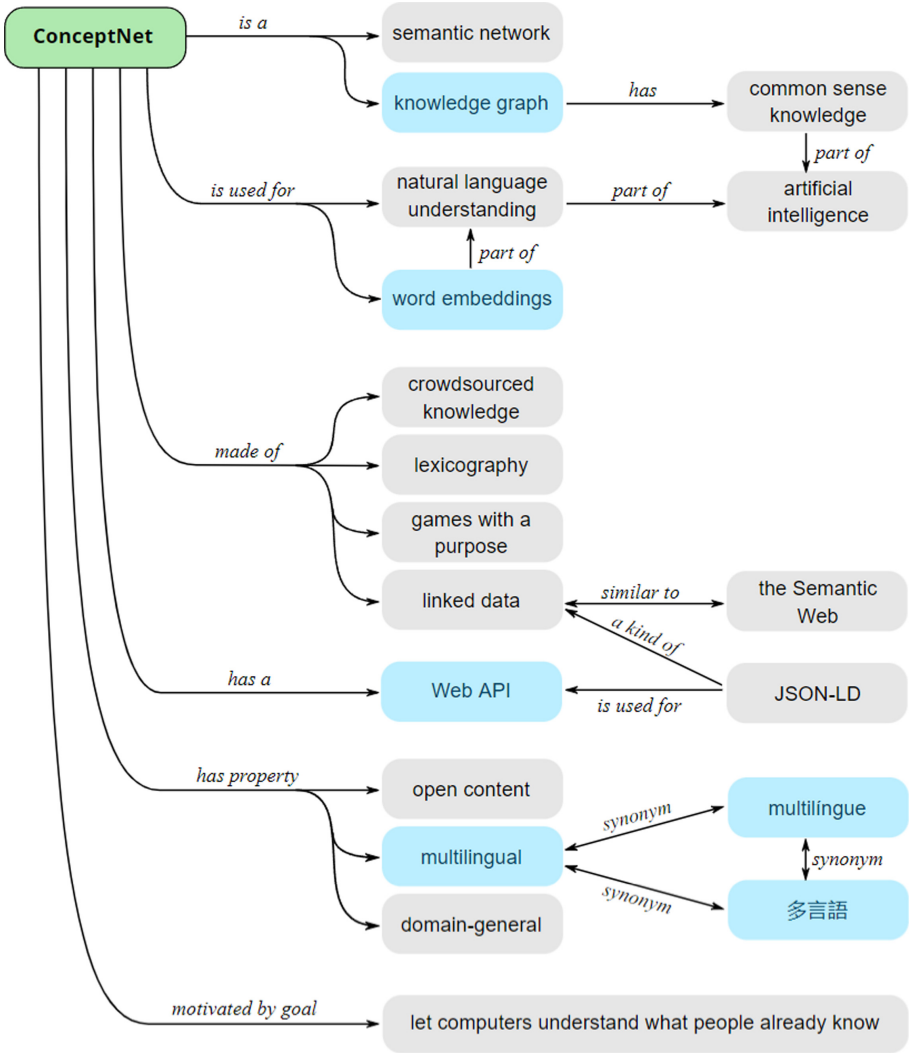 ConceptNet
is a
semantic network
knowledge graph
has
common sense
knowledge
part of
artificial
intelligence
is used for
natural language
understanding
part of
part of
word embeddings
made of
crowdsourced
knowledge
lexicography
games with a
purpose
linked data
similar to
the Semantic
Web
a kind of
has a
Web API
is used for
JSON-LD
has property
open content
multilingual
synonym
multilíngue
synonym
synonym
多言語
domain-general
motivated by goal
let computers understand what people already know